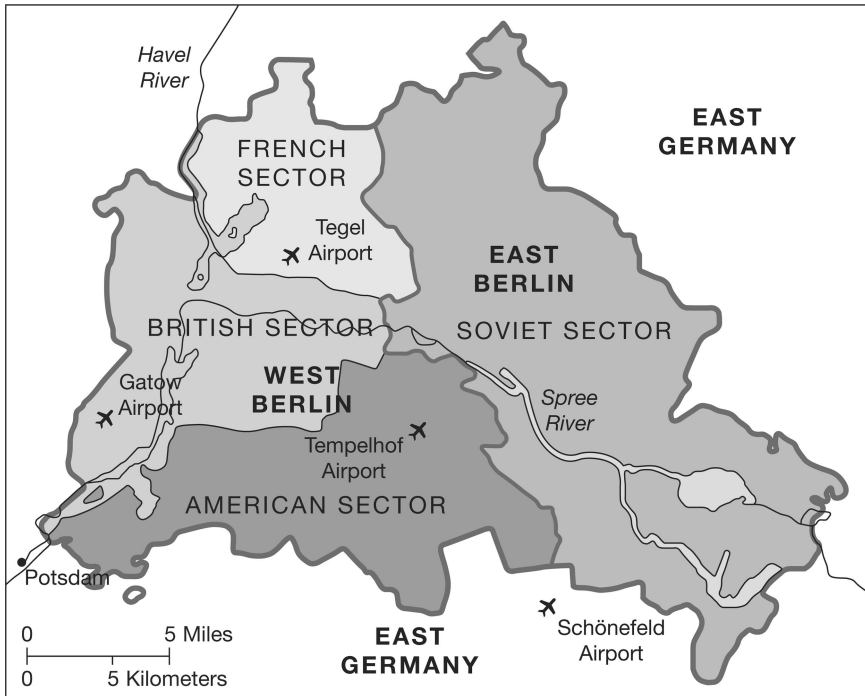 Havel
River
EAST
GERMANY
FRENCH
SECTOR
Tegel
Airport
EAST
BERLIN
BRITISH SECTOR
SOVIET SECTOR
WEST
BERLIN
Gatow
Airport
Spree
River
Tempelhof
Airport
AMERICAN SECTOR
Potsdam
0 5 Miles
0 5 Kilometers
EAST
GERMANY
Schönefeld
Airport